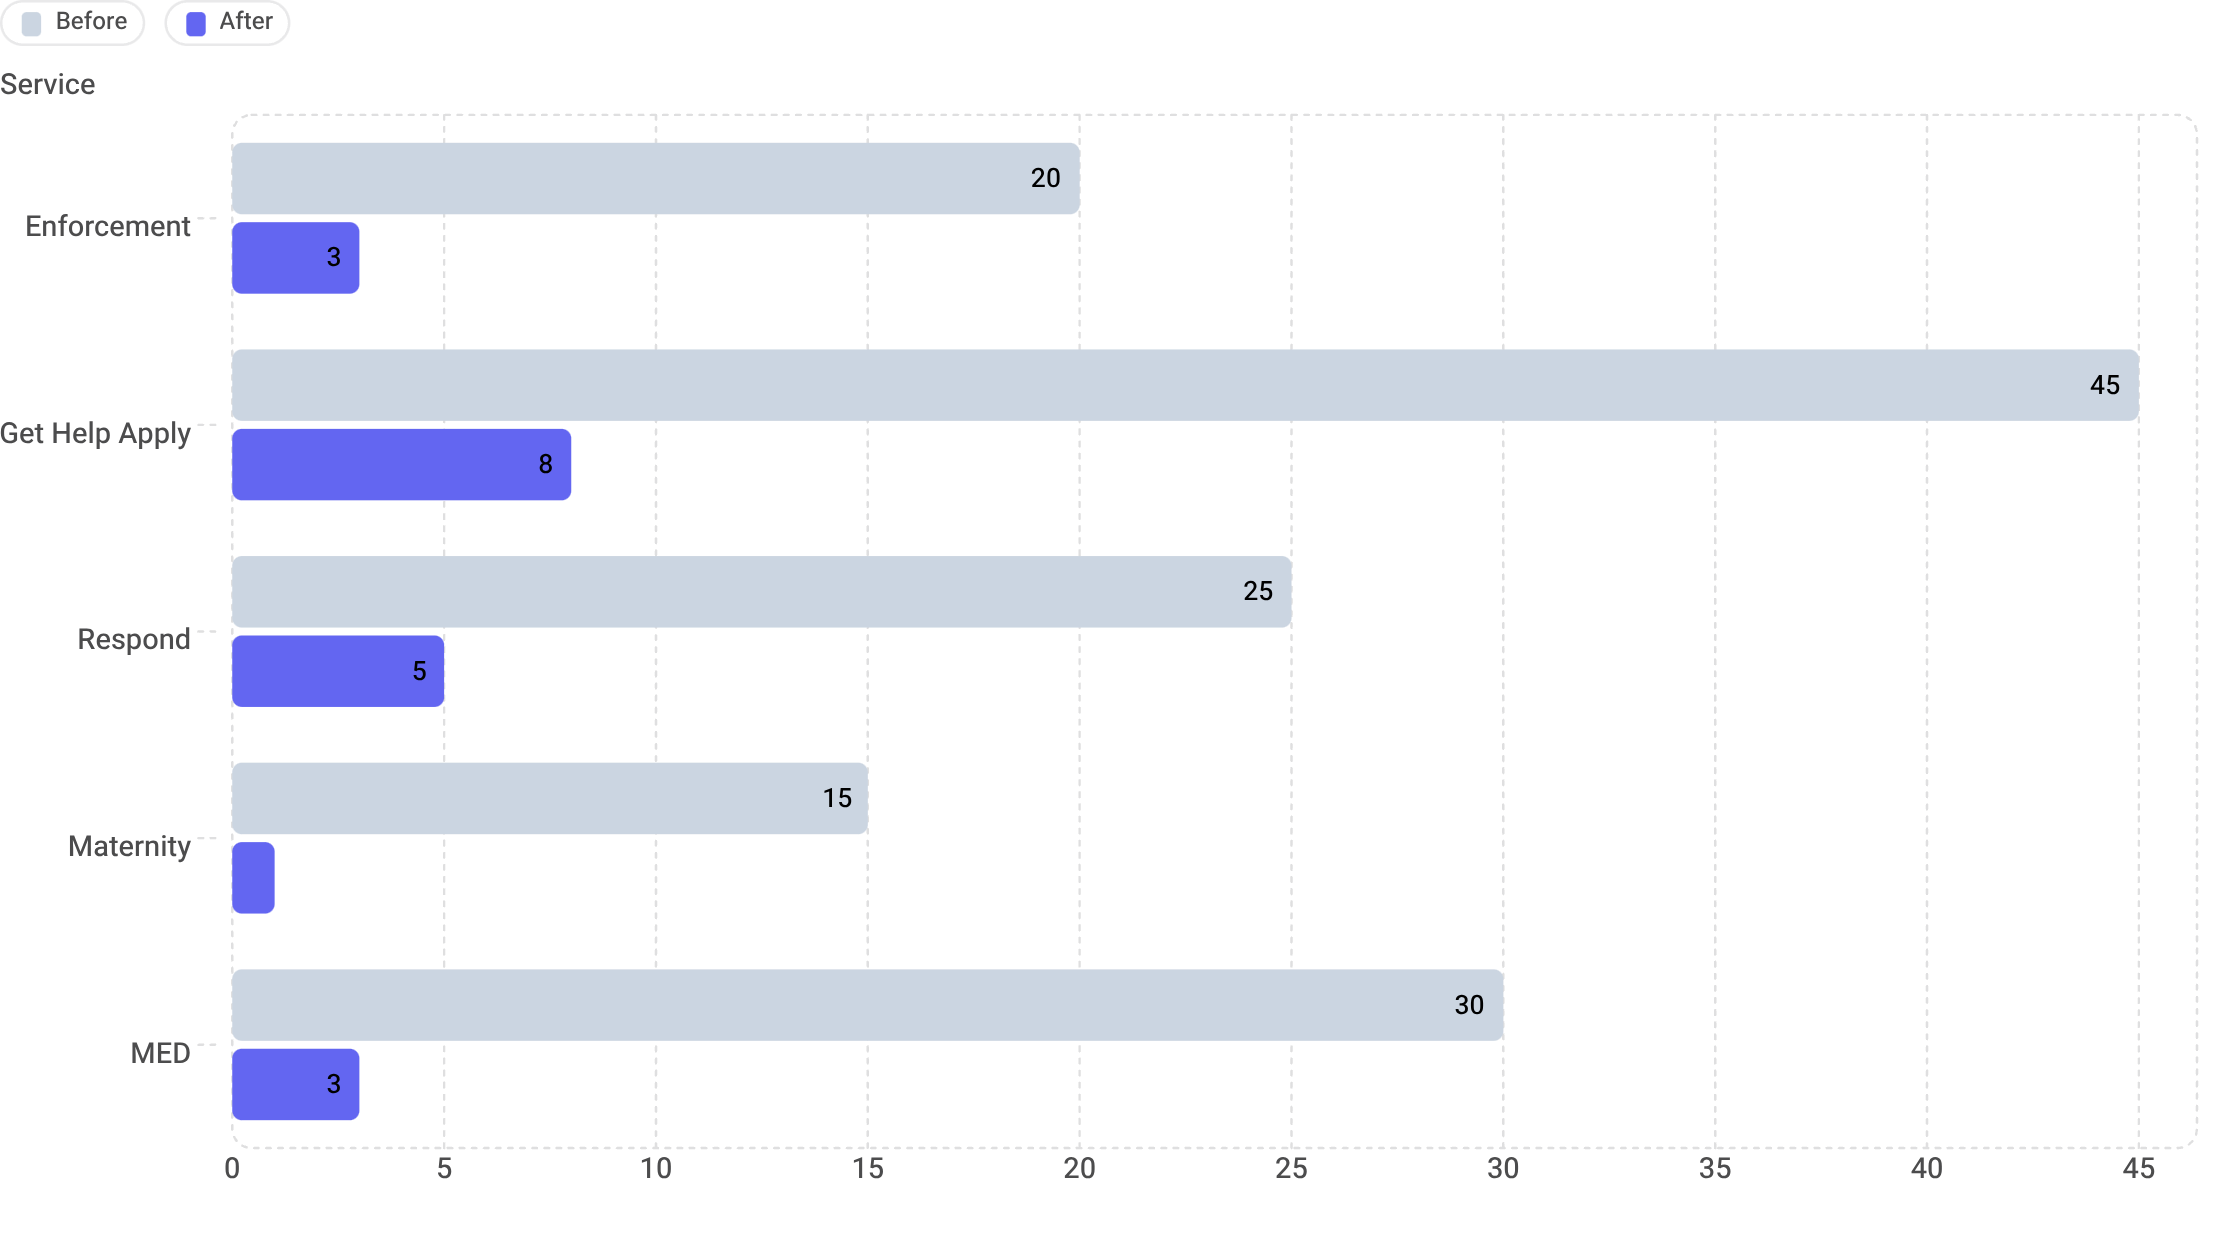 Before After
Service
Enforcement
20
3
Get Help Apply
45
8
Respond
25
5
Maternity
15
MED
30
3
0 5 10 15 20 25 30 35 40 45